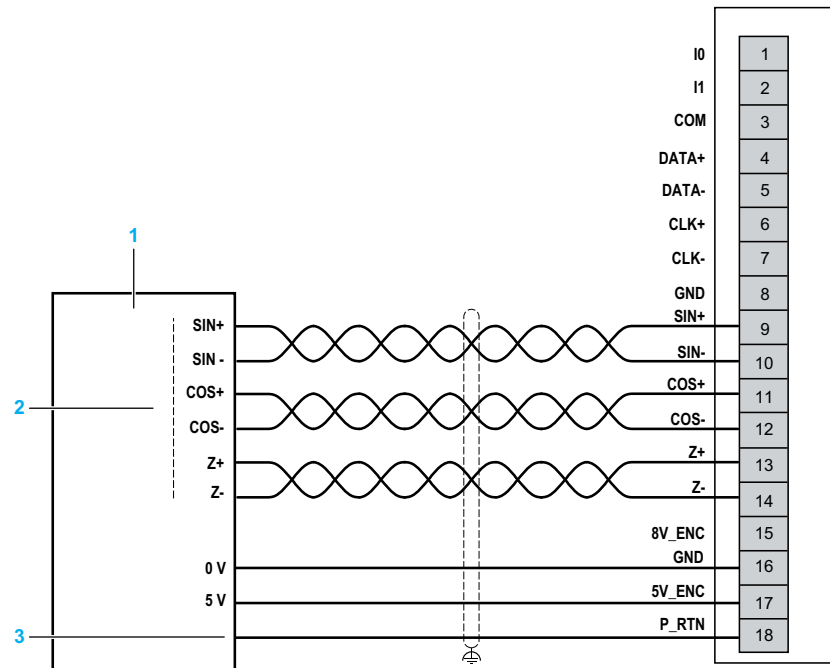 I0 1
I1 2
COM 3
DATA+ 4
DATA- 5
CLK+ 6
1
CLK- 7
GND 8
SIN+ SIN+ 9
SIN - SIN- 10
COS+ COS+ 11
2
COS- COS- 12
Z+ Z+ 13
Z- Z- 14
8V_ENC 15
0 V GND 16
5 V 5V_ENC 17
3 P_RTN 18